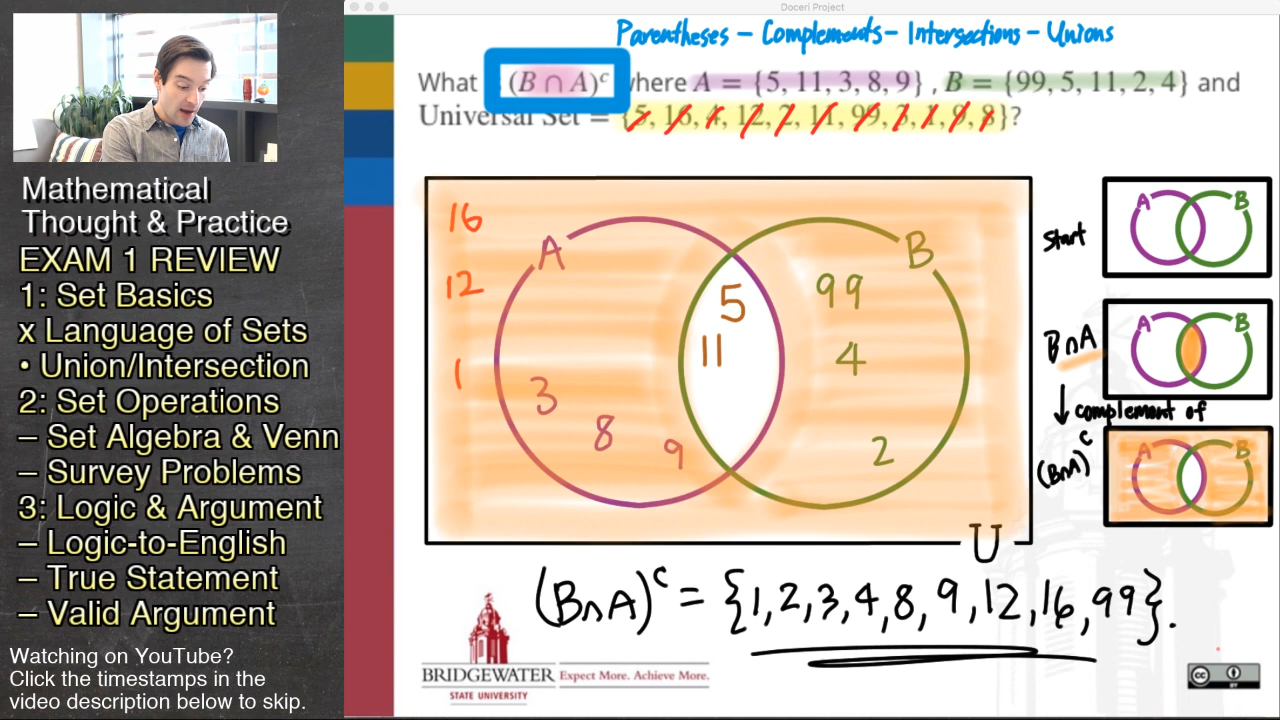 Doceri Project
Parentheses - Complements - Intersections - Unions
What (B ∩ A)ᶜ where A = {5, 11, 3, 8, 9} , B = {99, 5, 11, 2, 4} and
Universal Set = {5, 16, 4, 12, 2, 11, 99, 3, 1, 9, 8}?
Mathematical
Thought & Practice
EXAM 1 REVIEW
1: Set Basics
x Language of Sets
• Union/Intersection
2: Set Operations
– Set Algebra & Venn
– Survey Problems
3: Logic & Argument
– Logic-to-English
– True Statement
– Valid Argument
Watching on YouTube?
Click the timestamps in the
video description below to skip.
16
12
1
A
3
8
9
5
11
B
99
4
2
U
start
A B
B∩A
A B
complement of
(B∩A)ᶜ
A B
(B∩A)ᶜ = {1, 2, 3, 4, 8, 9, 12, 16, 99}.
BRIDGEWATER
STATE UNIVERSITY
Expect More. Achieve More.
cc
BY